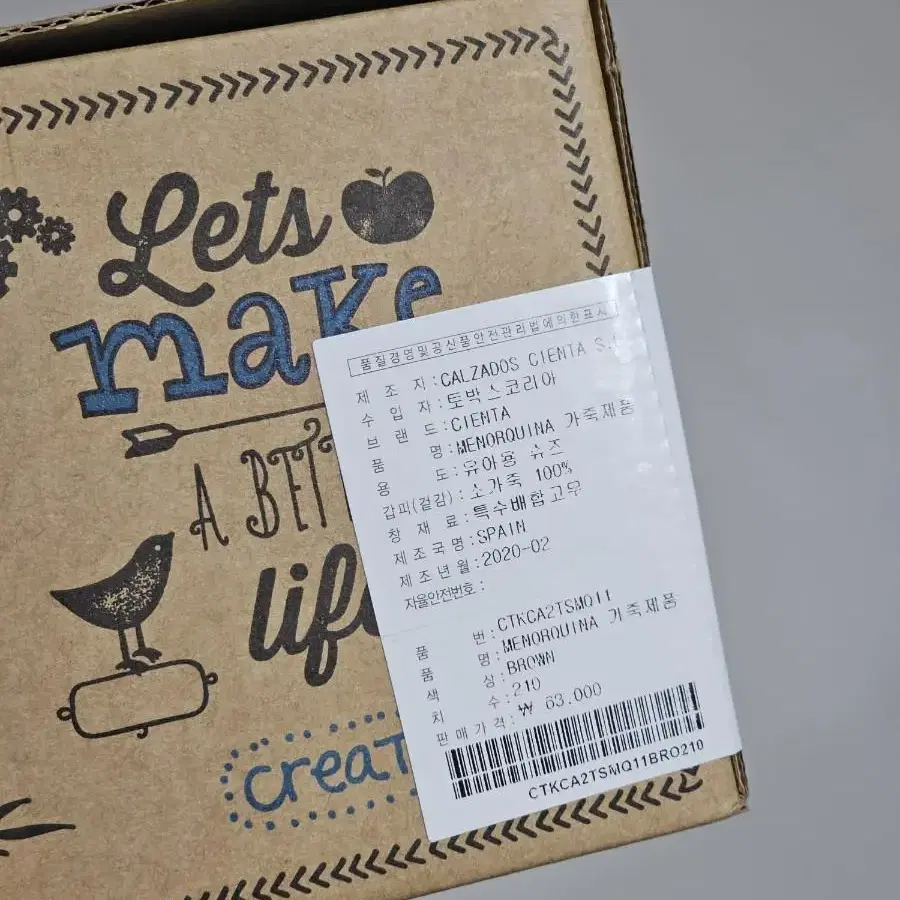 Lets
make
A BETT
life
creat
품질경영및공산품안전관리법에의한표시
제 조 자:CALZADOS CIENTA S.L
수 입 자:토박스코리아
브 랜 드:CIENTA
품 명:MENORQUINA 가죽제품
용 도:유아용 슈즈
갑피(겉감):소가죽 100%
창 재 료:특수배합고무
제 조 국 명:SPAIN
제 조 년 월:2020-02
자율안전번호:
품 번:CTKCA2TSMQ11
품 명:MENORQUINA 가죽제품
색 상:BROWN
치 수:210
판 매 가 격:₩ 63.000
CTKCA2TSMQ11BRO210